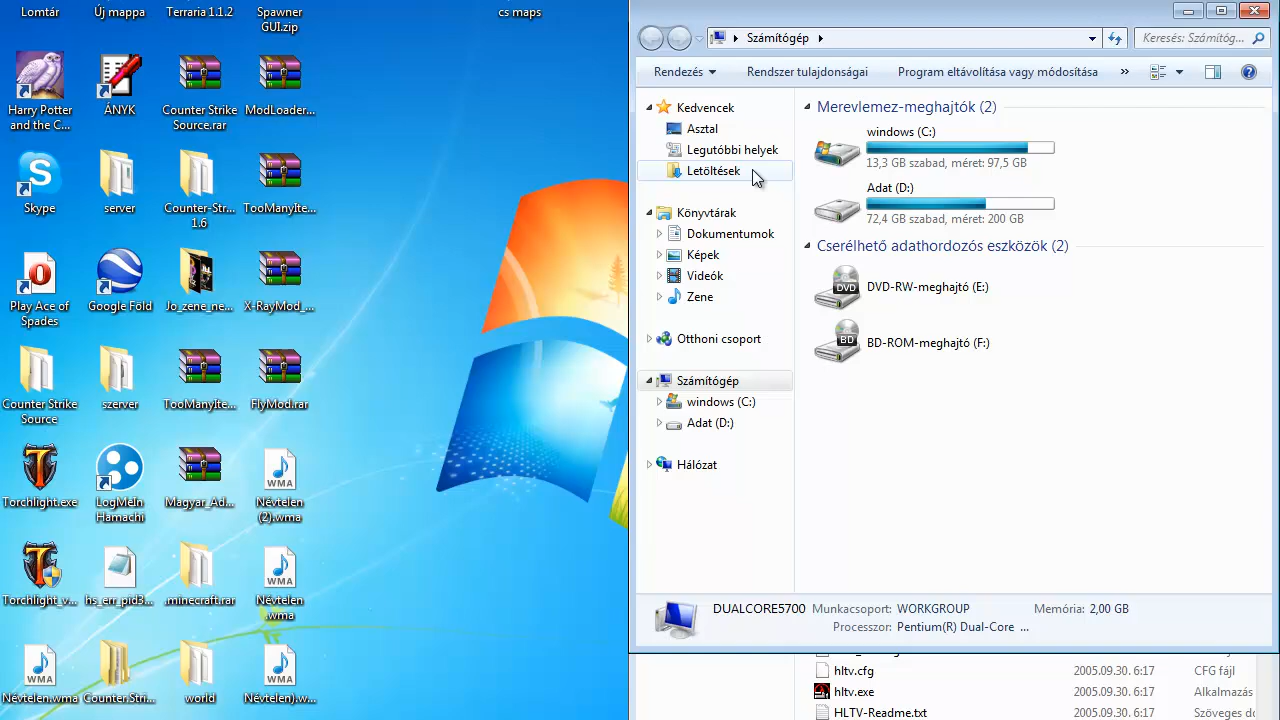 Lomtár
Új mappa
Terraria 1.1.2
Spawner
GUI.zip
cs maps
Harry Potter
and the C...
ÁNYK
Counter Strike
Source.rar
ModLoader...
Skype
server
Counter-Str...
1.6
TooManyIte...
Play Ace of
Spades
Google Föld
Jo_zene_ne...
X-RayMod_...
Counter Strike
Source
szerver
TooManyIte...
FlyMod.rar
Torchlight.exe
LogMeIn
Hamachi
Magyar_Ad...
WMA
Névtelen
(2).wma
Torchlight_v...
hs_err_pid3...
.minecraft.rar
WMA
Névtelen
.wma
WMA
Névtelen.wma
Counter.Stri...
world
WMA
Névtelen).w...
Számítógép
Keresés: Számítóg...
Rendezés
Rendszer tulajdonságai
Program eltávolítása vagy módosítása
»
Kedvencek
Asztal
Legutóbbi helyek
Letöltések
Könyvtárak
Dokumentumok
Képek
Videók
Zene
Otthoni csoport
Számítógép
windows (C:)
Adat (D:)
Hálózat
Merevlemez-meghajtók (2)
windows (C:)
13,3 GB szabad, méret: 97,5 GB
Adat (D:)
72,4 GB szabad, méret: 200 GB
Cserélhető adathordozós eszközök (2)
DVD
DVD-RW-meghajtó (E:)
BD
BD-ROM-meghajtó (F:)
DUALCORE5700 Munkacsoport: WORKGROUP Memória: 2,00 GB
Processzor: Pentium(R) Dual-Core ...
hltv.cfg 2005.09.30. 6:17 CFG fájl
hltv.exe 2005.09.30. 6:17 Alkalmazás
HLTV-Readme.txt 2005.09.30. 6:17 Szöveges do